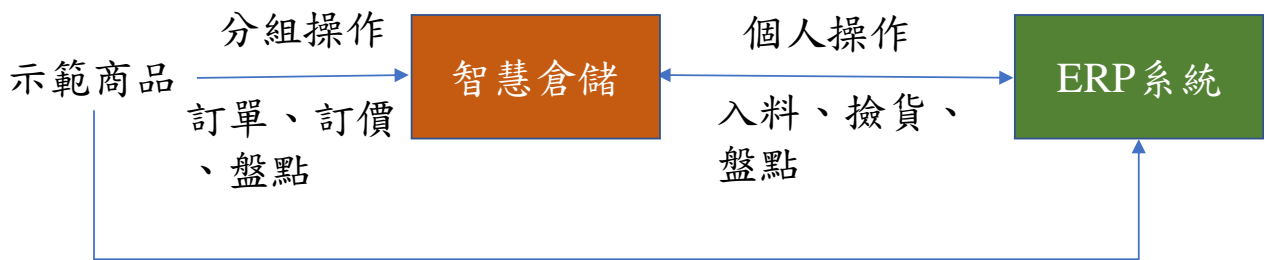 分組操作
示範商品
訂單、訂價
、盤點
智慧倉儲
個人操作
入料、撿貨、
盤點
ERP系統